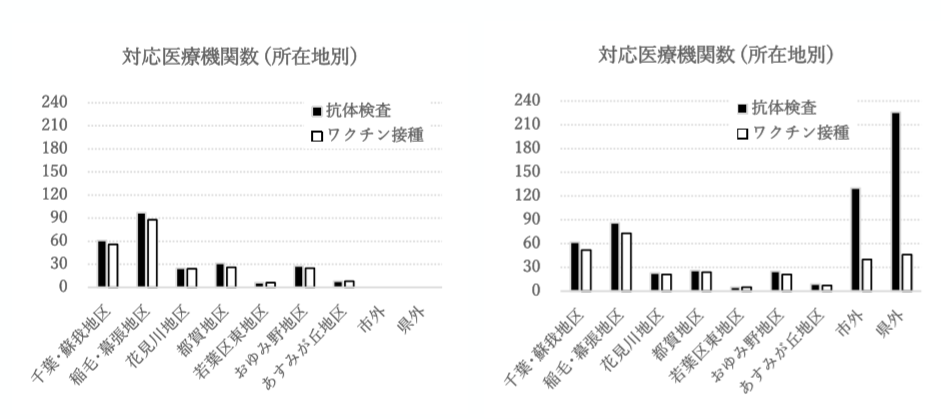 対応医療機関数 (所在地別)
240
210
180
150
120
90
60
30
0
抗体検査
ワクチン接種
千葉・蘇我地区
稲毛・幕張地区
花見川地区
都賀地区
若葉区東地区
おゆみ野地区
あすみが丘地区
市外
県外
対応医療機関数 (所在地別)
240
210
180
150
120
90
60
30
0
抗体検査
ワクチン接種
千葉・蘇我地区
稲毛・幕張地区
花見川地区
都賀地区
若葉区東地区
おゆみ野地区
あすみが丘地区
市外
県外